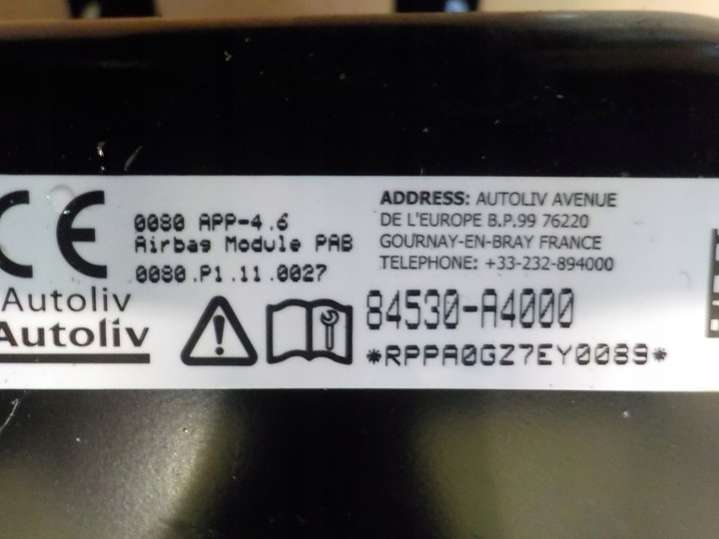 CE
0080 APP-4.6
Airbag Module PAB
0080.P1.11.0027
Autoliv
Autoliv
ADDRESS: AUTOLIV AVENUE
DE L'EUROPE B.P.99 76220
GOURNAY-EN-BRAY FRANCE
TELEPHONE: +33-232-894000
84530-A4000
*RPPA0GZ7EY0089*